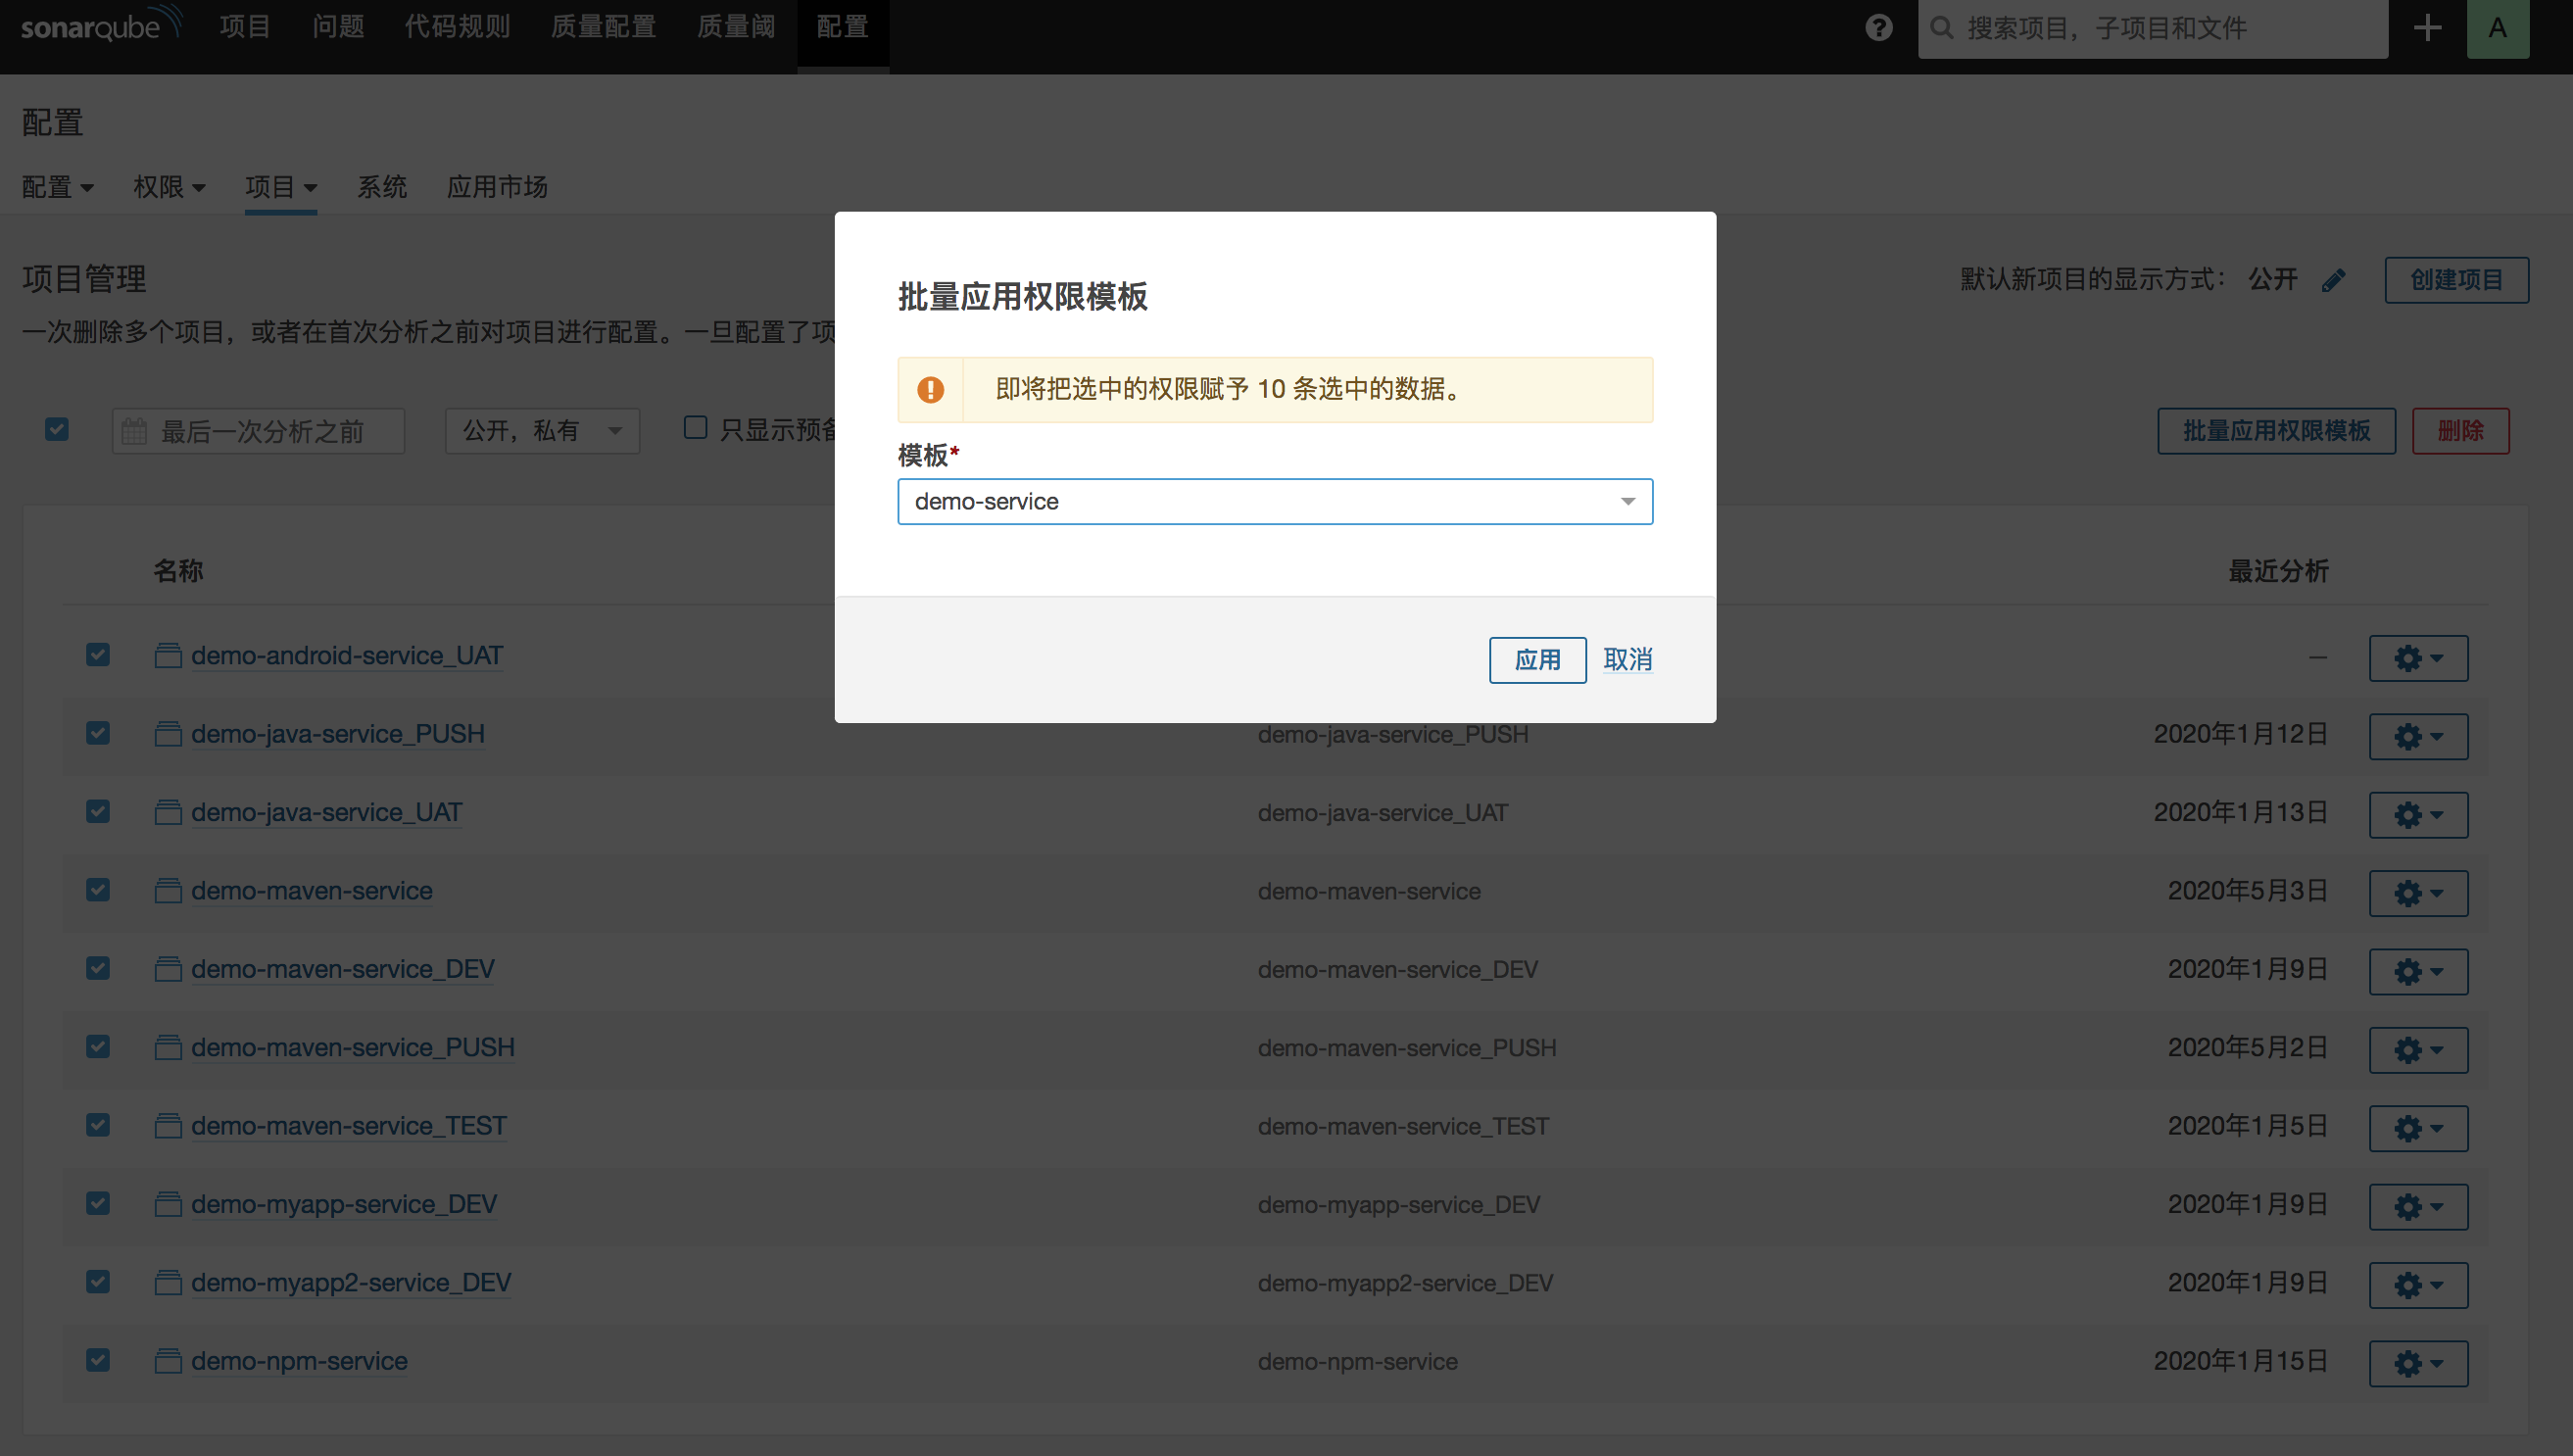 sonarqube 项目 问题 代码规则 质量配置 质量阈 配置 搜索项目，子项目和文件 A
配置
配置 权限 项目 系统 应用市场
项目管理
默认新项目的显示方式： 公开 创建项目
一次删除多个项目，或者在首次分析之前对项目进行配置。一旦配置了项
最后一次分析之前 公开，私有 只显示预备 批量应用权限模板 删除
批量应用权限模板
即将把选中的权限赋予 10 条选中的数据。
模板*
demo-service
应用 取消
名称 最近分析
demo-android-service_UAT –
demo-java-service_PUSH demo-java-service_PUSH 2020年1月12日
demo-java-service_UAT demo-java-service_UAT 2020年1月13日
demo-maven-service demo-maven-service 2020年5月3日
demo-maven-service_DEV demo-maven-service_DEV 2020年1月9日
demo-maven-service_PUSH demo-maven-service_PUSH 2020年5月2日
demo-maven-service_TEST demo-maven-service_TEST 2020年1月5日
demo-myapp-service_DEV demo-myapp-service_DEV 2020年1月9日
demo-myapp2-service_DEV demo-myapp2-service_DEV 2020年1月9日
demo-npm-service demo-npm-service 2020年1月15日